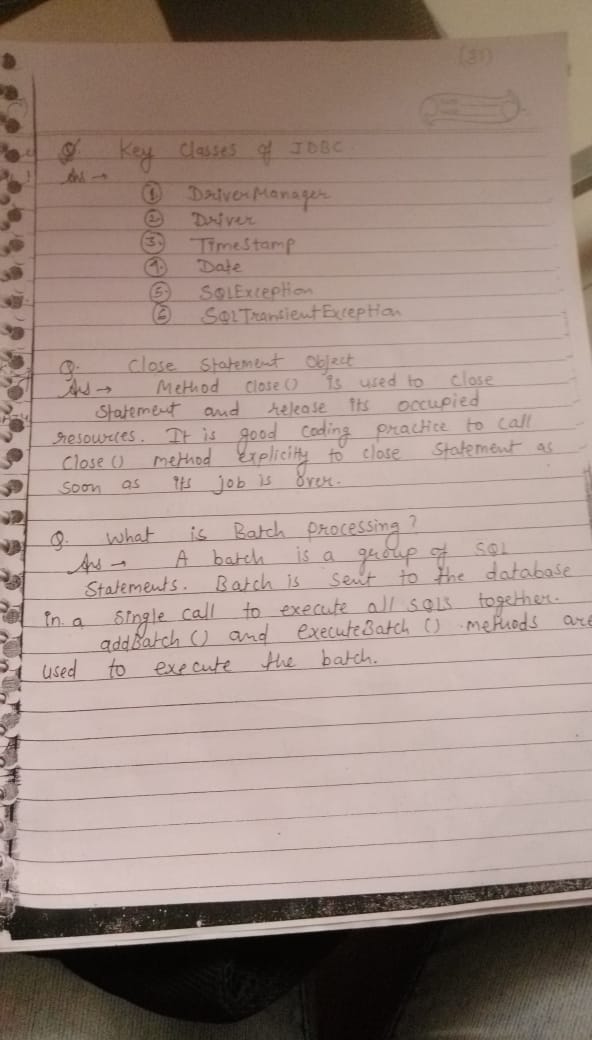 (31)
Q. Key Classes of JDBC.
Ans →
① DriverManager
② Driver
③ TimeStamp
④ Date
⑤ SQLException
⑥ SQLTransientException
Q. Close Statement Object
Ans → Method close() is used to close
Statement and release its occupied
resources. It is good coding practice to call
Close() method explicitly to close Statement as
soon as its job is over.
Q. What is Batch processing?
Ans → A batch is a group of SQL
Statements. Batch is sent to the database
in a single call to execute all SQLs together.
addBatch() and executeBatch() methods are
used to execute the batch.